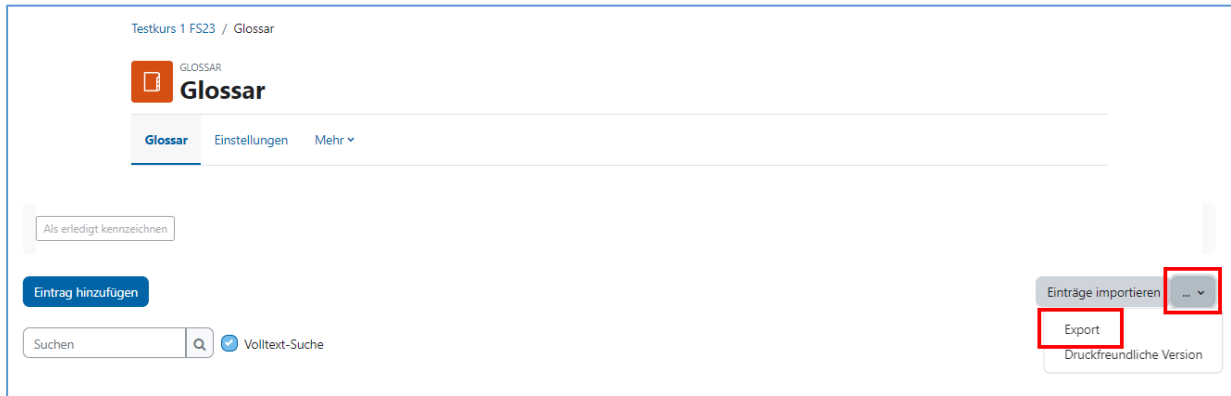 Testkurs 1 FS23 / Glossar
GLOSSAR
Glossar
Glossar Einstellungen Mehr
Als erledigt kennzeichnen
Eintrag hinzufügen
Einträge importieren ...
Export
Druckfreundliche Version
Suchen
Volltext-Suche